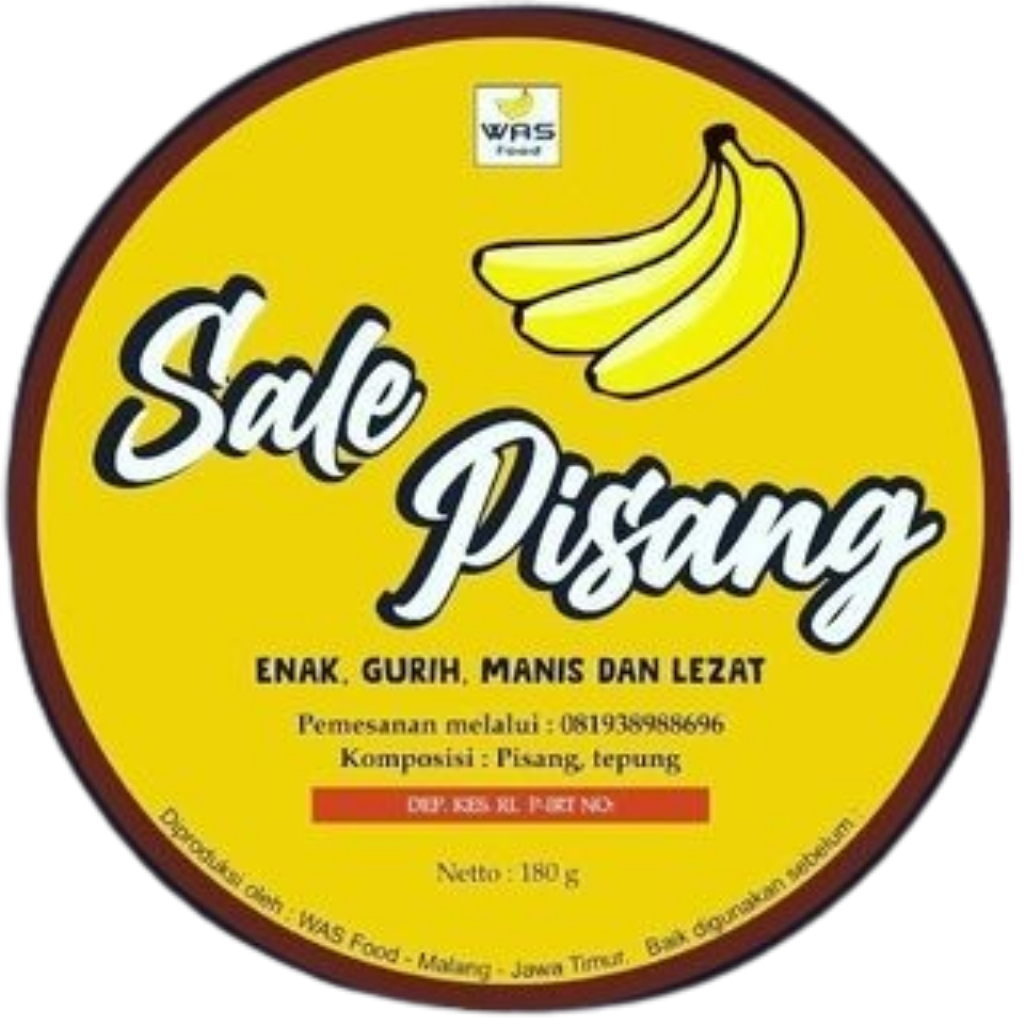 WAS
Food
Sale
Pisang
ENAK, GURIH, MANIS DAN LEZAT
Pemesanan melalui : 081938988696
Komposisi : Pisang, tepung
DEP. KES. RI. P-IRT NO:
Netto : 180 g
Diproduksi oleh : WAS Food - Malang - Jawa Timur. Baik digunakan sebelum :